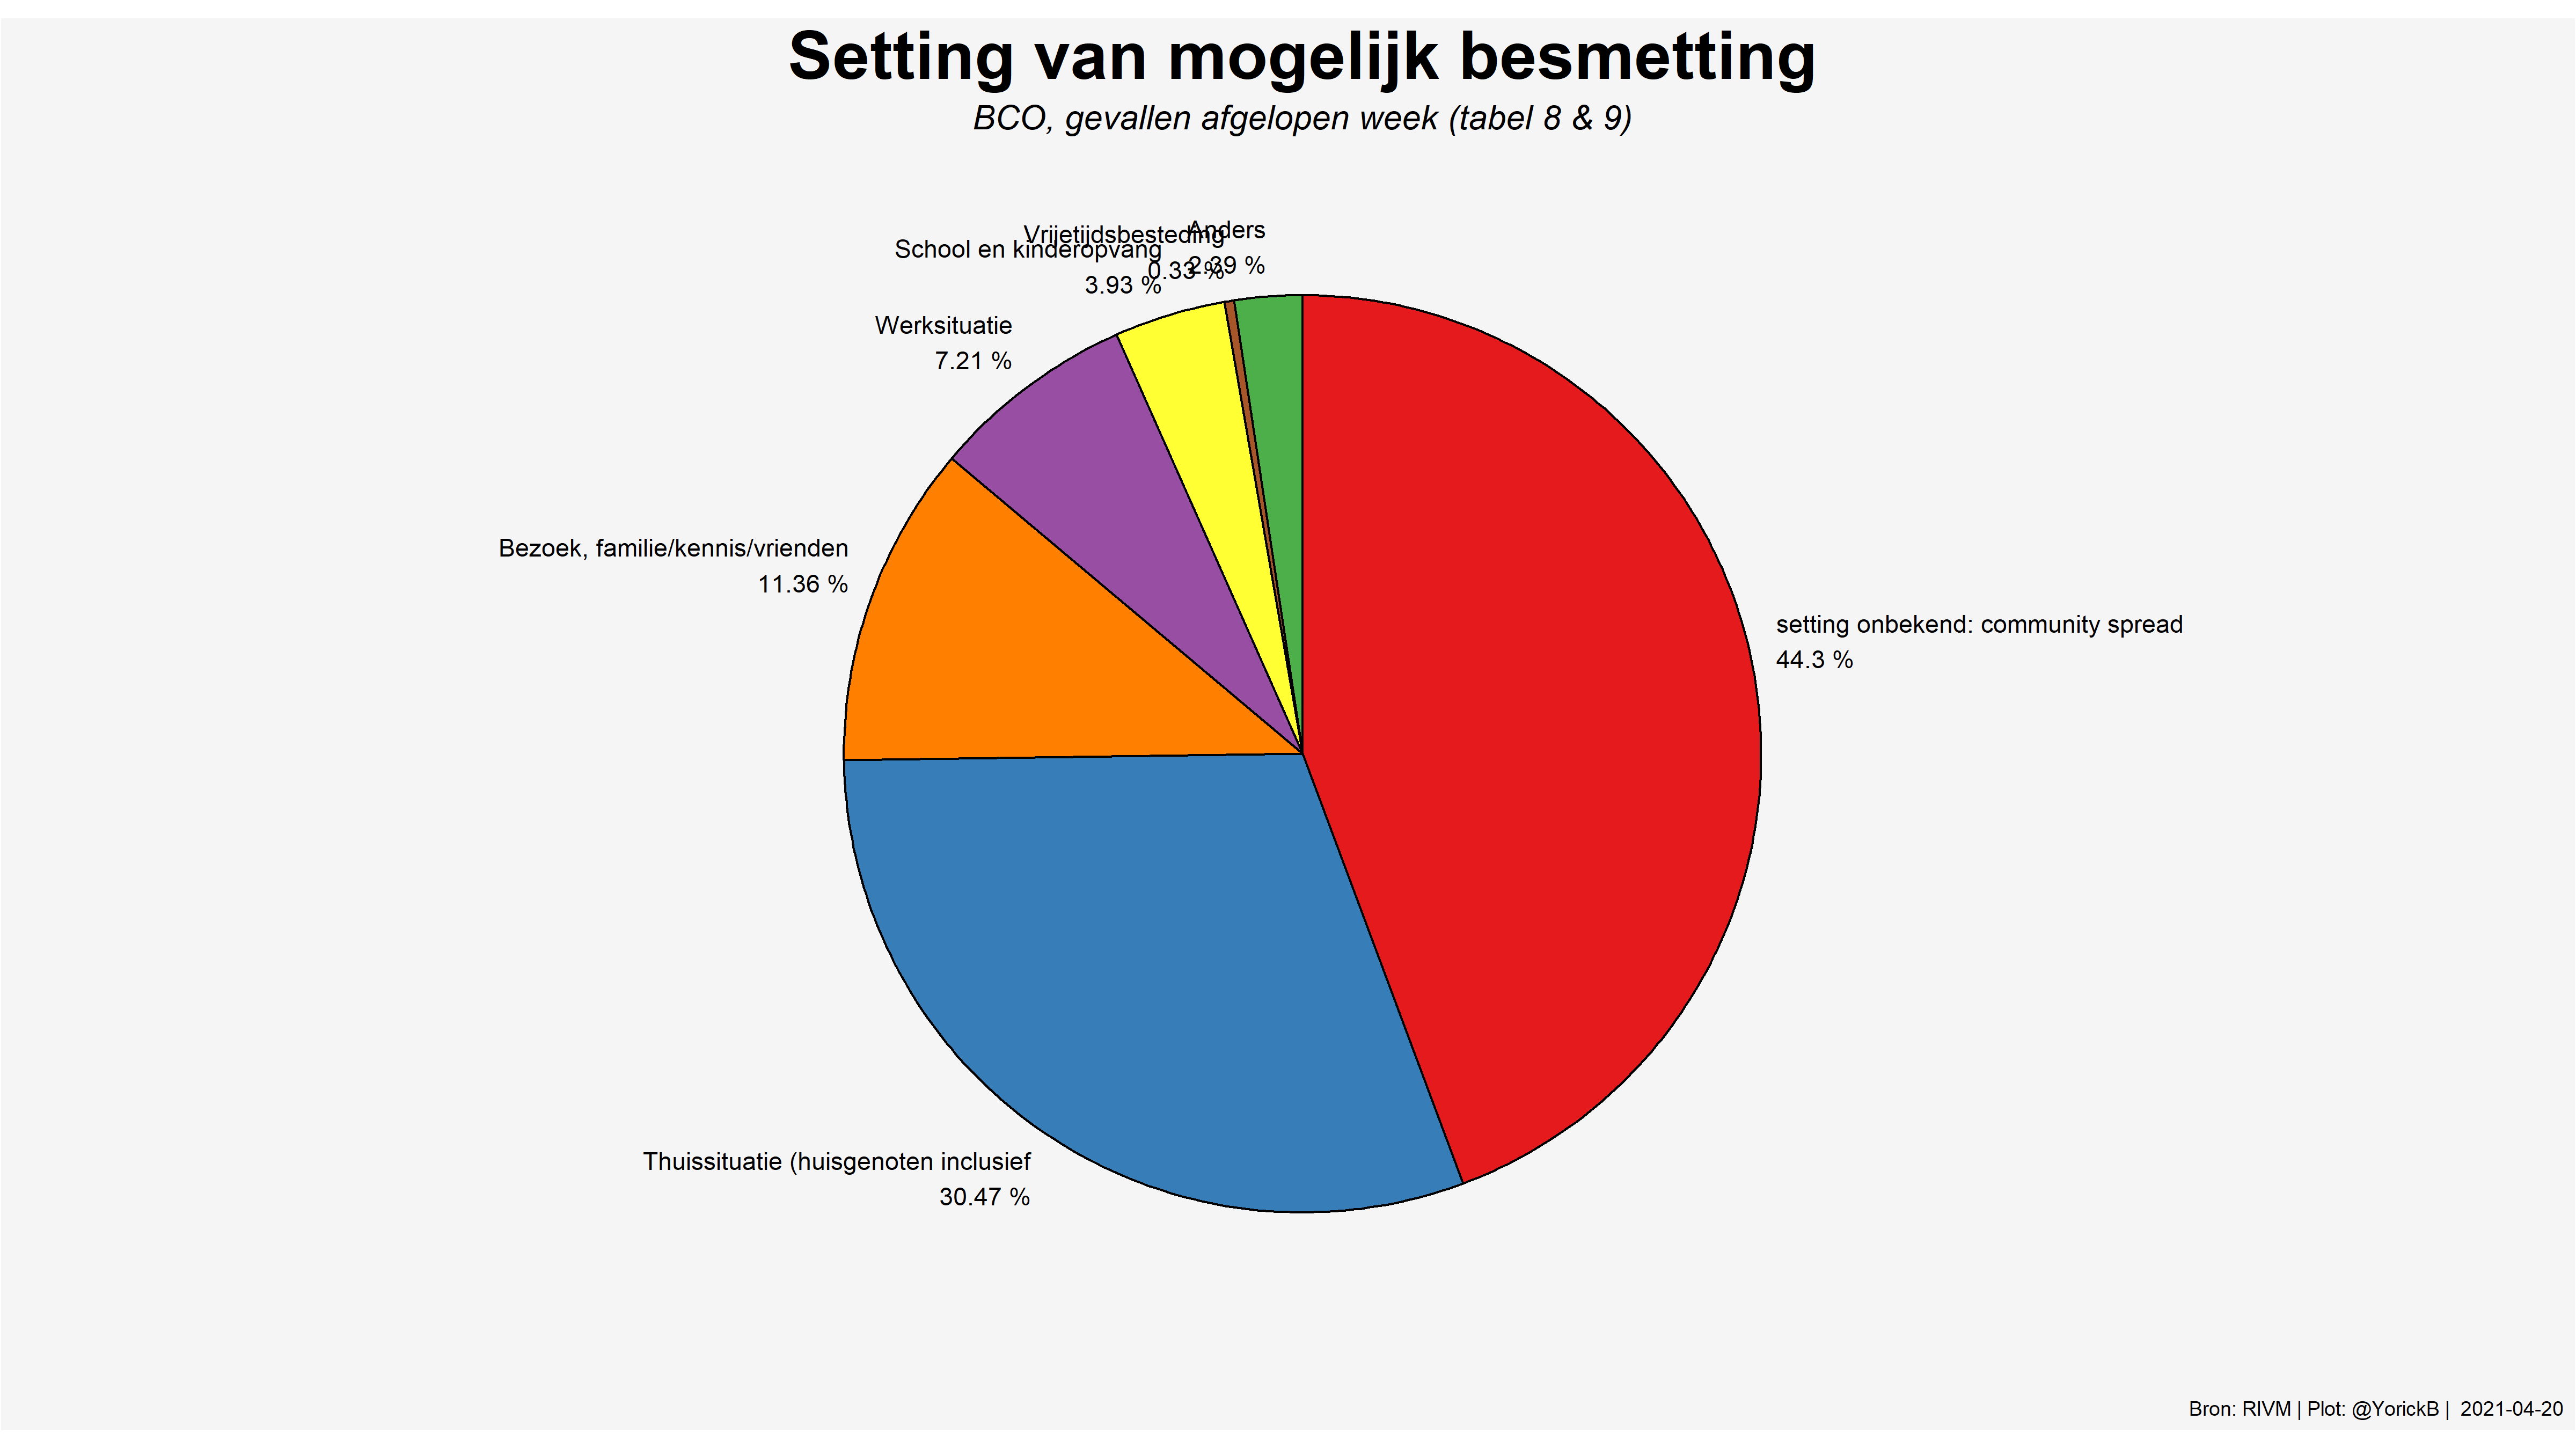 Setting van mogelijk besmetting
BCO, gevallen afgelopen week (tabel 8 & 9)
Anders
2.39 %
Vrijetijdsbesteding
0.33 %
School en kinderopvang
3.93 %
Werksituatie
7.21 %
Bezoek, familie/kennis/vrienden
11.36 %
setting onbekend: community spread
44.3 %
Thuissituatie (huisgenoten inclusief
30.47 %
Bron: RIVM | Plot: @YorickB | 2021-04-20